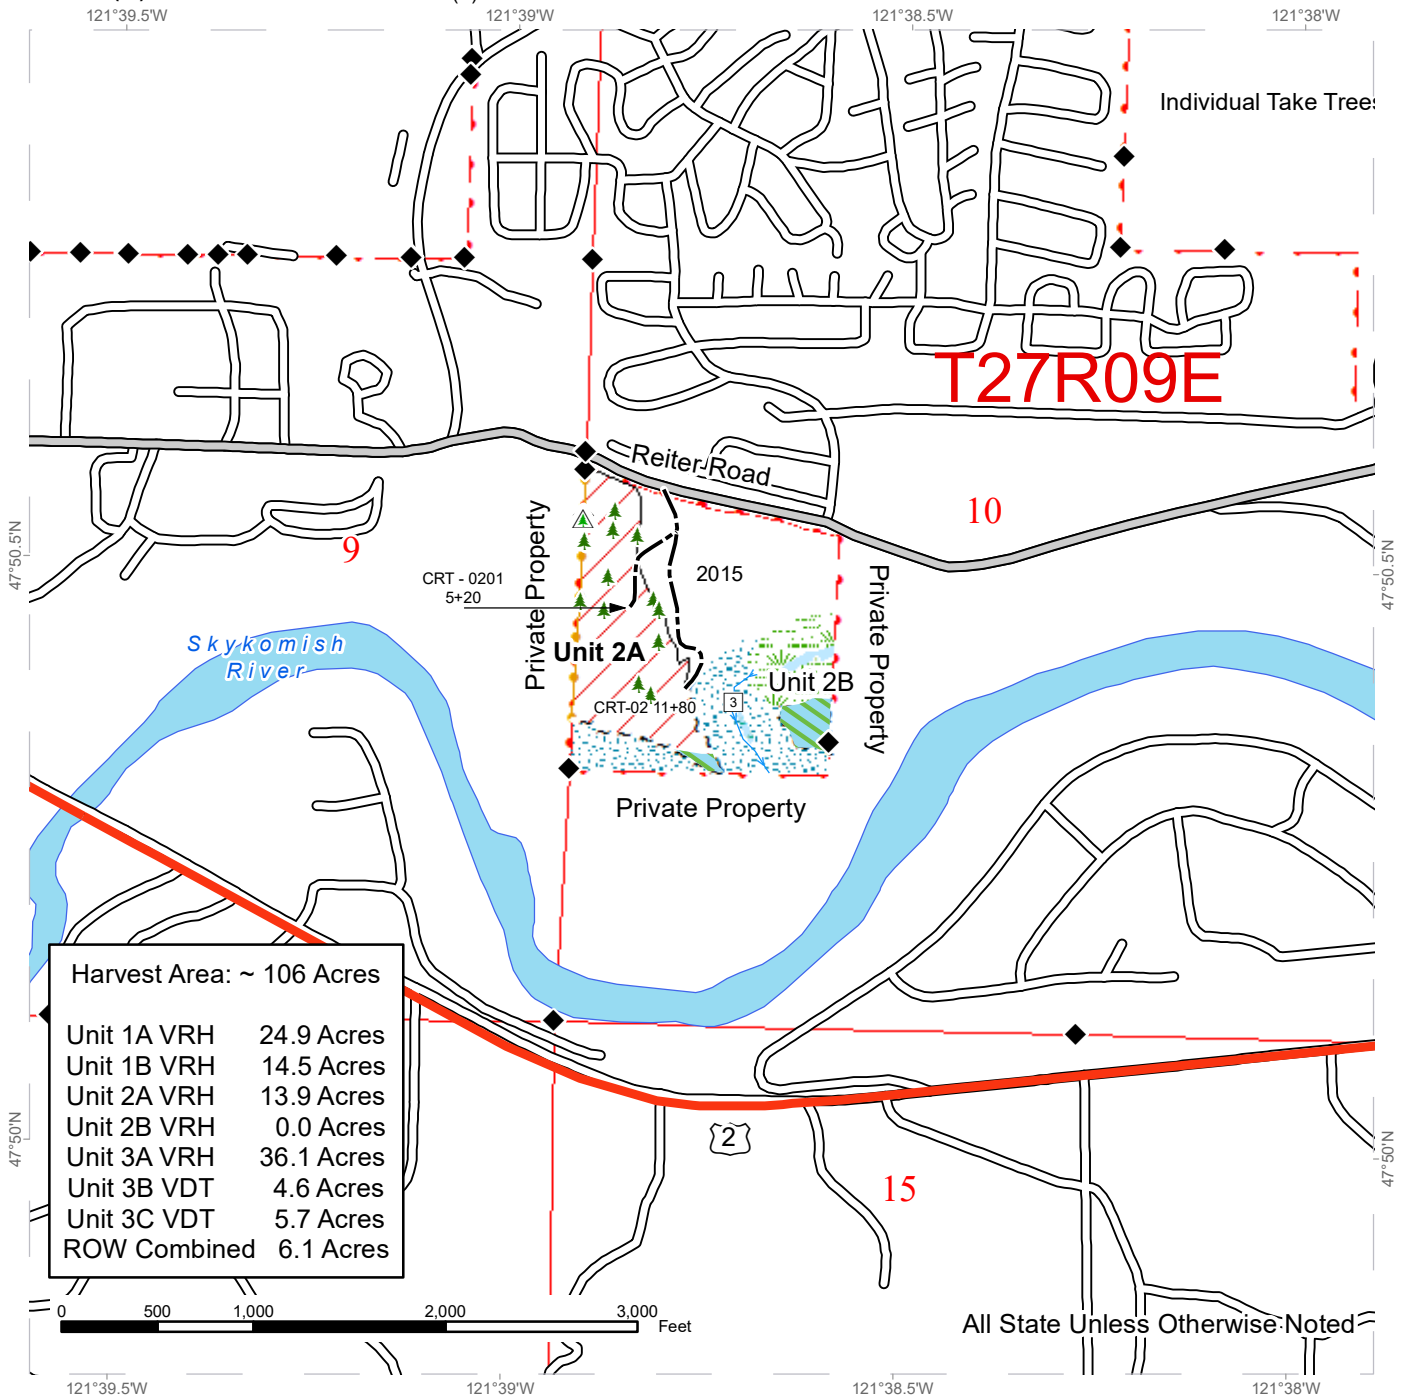 121°39.5'W
121°39'W
121°38.5'W
121°38'W
Individual Take Trees
T27R09E
Reiter Road
10
9
47°50.5'N
47°50.5'N
Private Property
Private Property
CRT - 0201
5+20
2015
Skykomish
River
Unit 2A
Unit 2B
3
CRT-02 11+80
Private Property
Harvest Area: ~ 106 Acres
Unit 1A VRH 24.9 Acres
Unit 1B VRH 14.5 Acres
Unit 2A VRH 13.9 Acres
Unit 2B VRH 0.0 Acres
Unit 3A VRH 36.1 Acres
Unit 3B VDT 4.6 Acres
Unit 3C VDT 5.7 Acres
ROW Combined 6.1 Acres
47°50'N
47°50'N
2
15
0 500 1,000 2,000 3,000
Feet
All State Unless Otherwise Noted
121°39.5'W
121°39'W
121°38.5'W
121°38'W